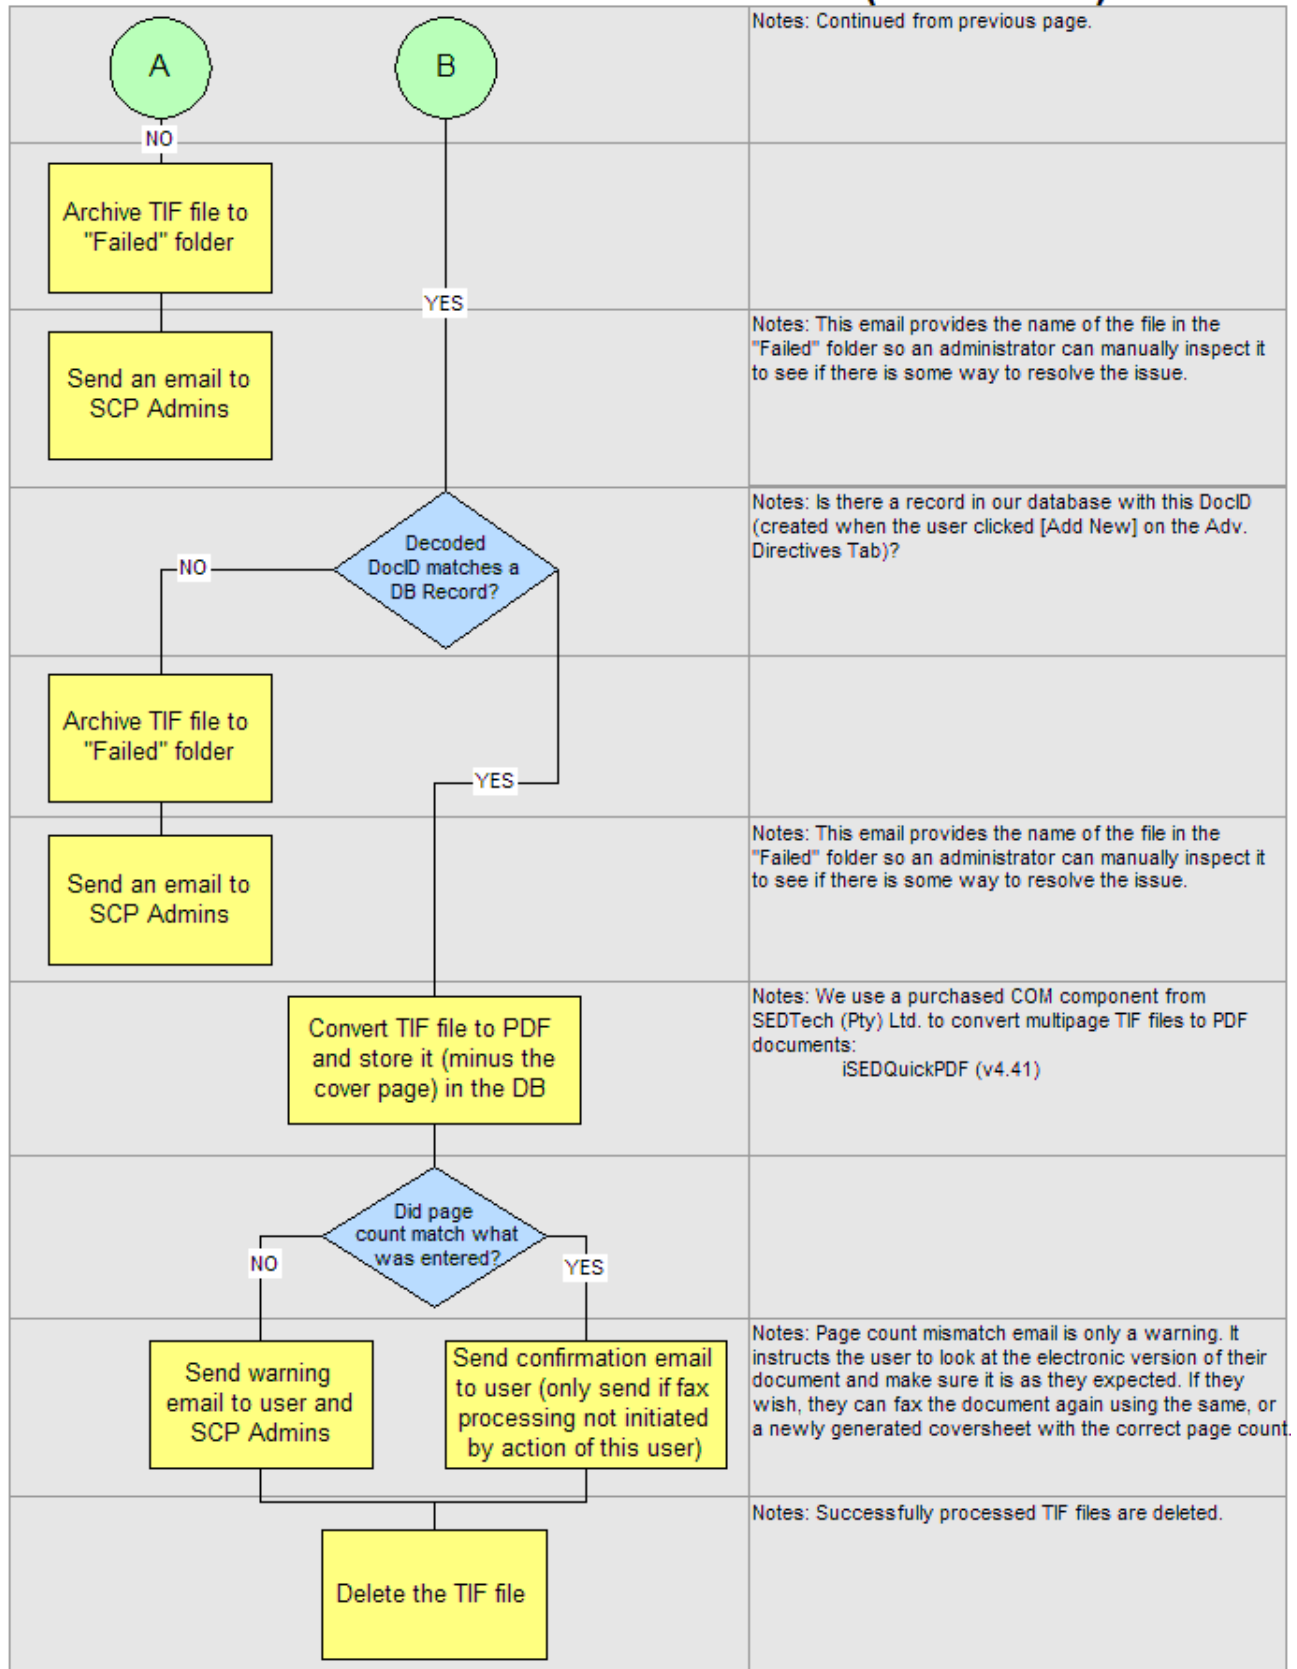 Notes: Continued from previous page.
A
B
NO
Archive TIF file to
"Failed" folder
YES
Notes: This email provides the name of the file in the
"Failed" folder so an administrator can manually inspect it
to see if there is some way to resolve the issue.
Send an email to
SCP Admins
Notes: Is there a record in our database with this DocID
(created when the user clicked [Add New] on the Adv.
Directives Tab)?
Decoded
DocID matches a
DB Record?
NO
Archive TIF file to
"Failed" folder
YES
Notes: This email provides the name of the file in the
"Failed" folder so an administrator can manually inspect it
to see if there is some way to resolve the issue.
Send an email to
SCP Admins
Notes: We use a purchased COM component from
SEDTech (Pty) Ltd. to convert multipage TIF files to PDF
documents:
iSEDQuickPDF (v4.41)
Convert TIF file to PDF
and store it (minus the
cover page) in the DB
Did page
count match what
was entered?
NO
YES
Notes: Page count mismatch email is only a warning. It
instructs the user to look at the electronic version of their
document and make sure it is as they expected. If they
wish, they can fax the document again using the same, or
a newly generated coversheet with the correct page count.
Send warning
email to user and
SCP Admins
Send confirmation email
to user (only send if fax
processing not initiated
by action of this user)
Notes: Successfully processed TIF files are deleted.
Delete the TIF file